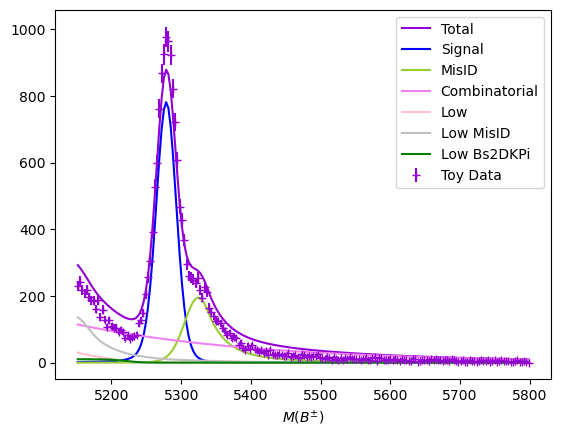 1000
800
600
400
200
0
5200 5300 5400 5500 5600 5700 5800
M(B±)
Total
Signal
MisID
Combinatorial
Low
Low MisID
Low Bs2DKPi
Toy Data